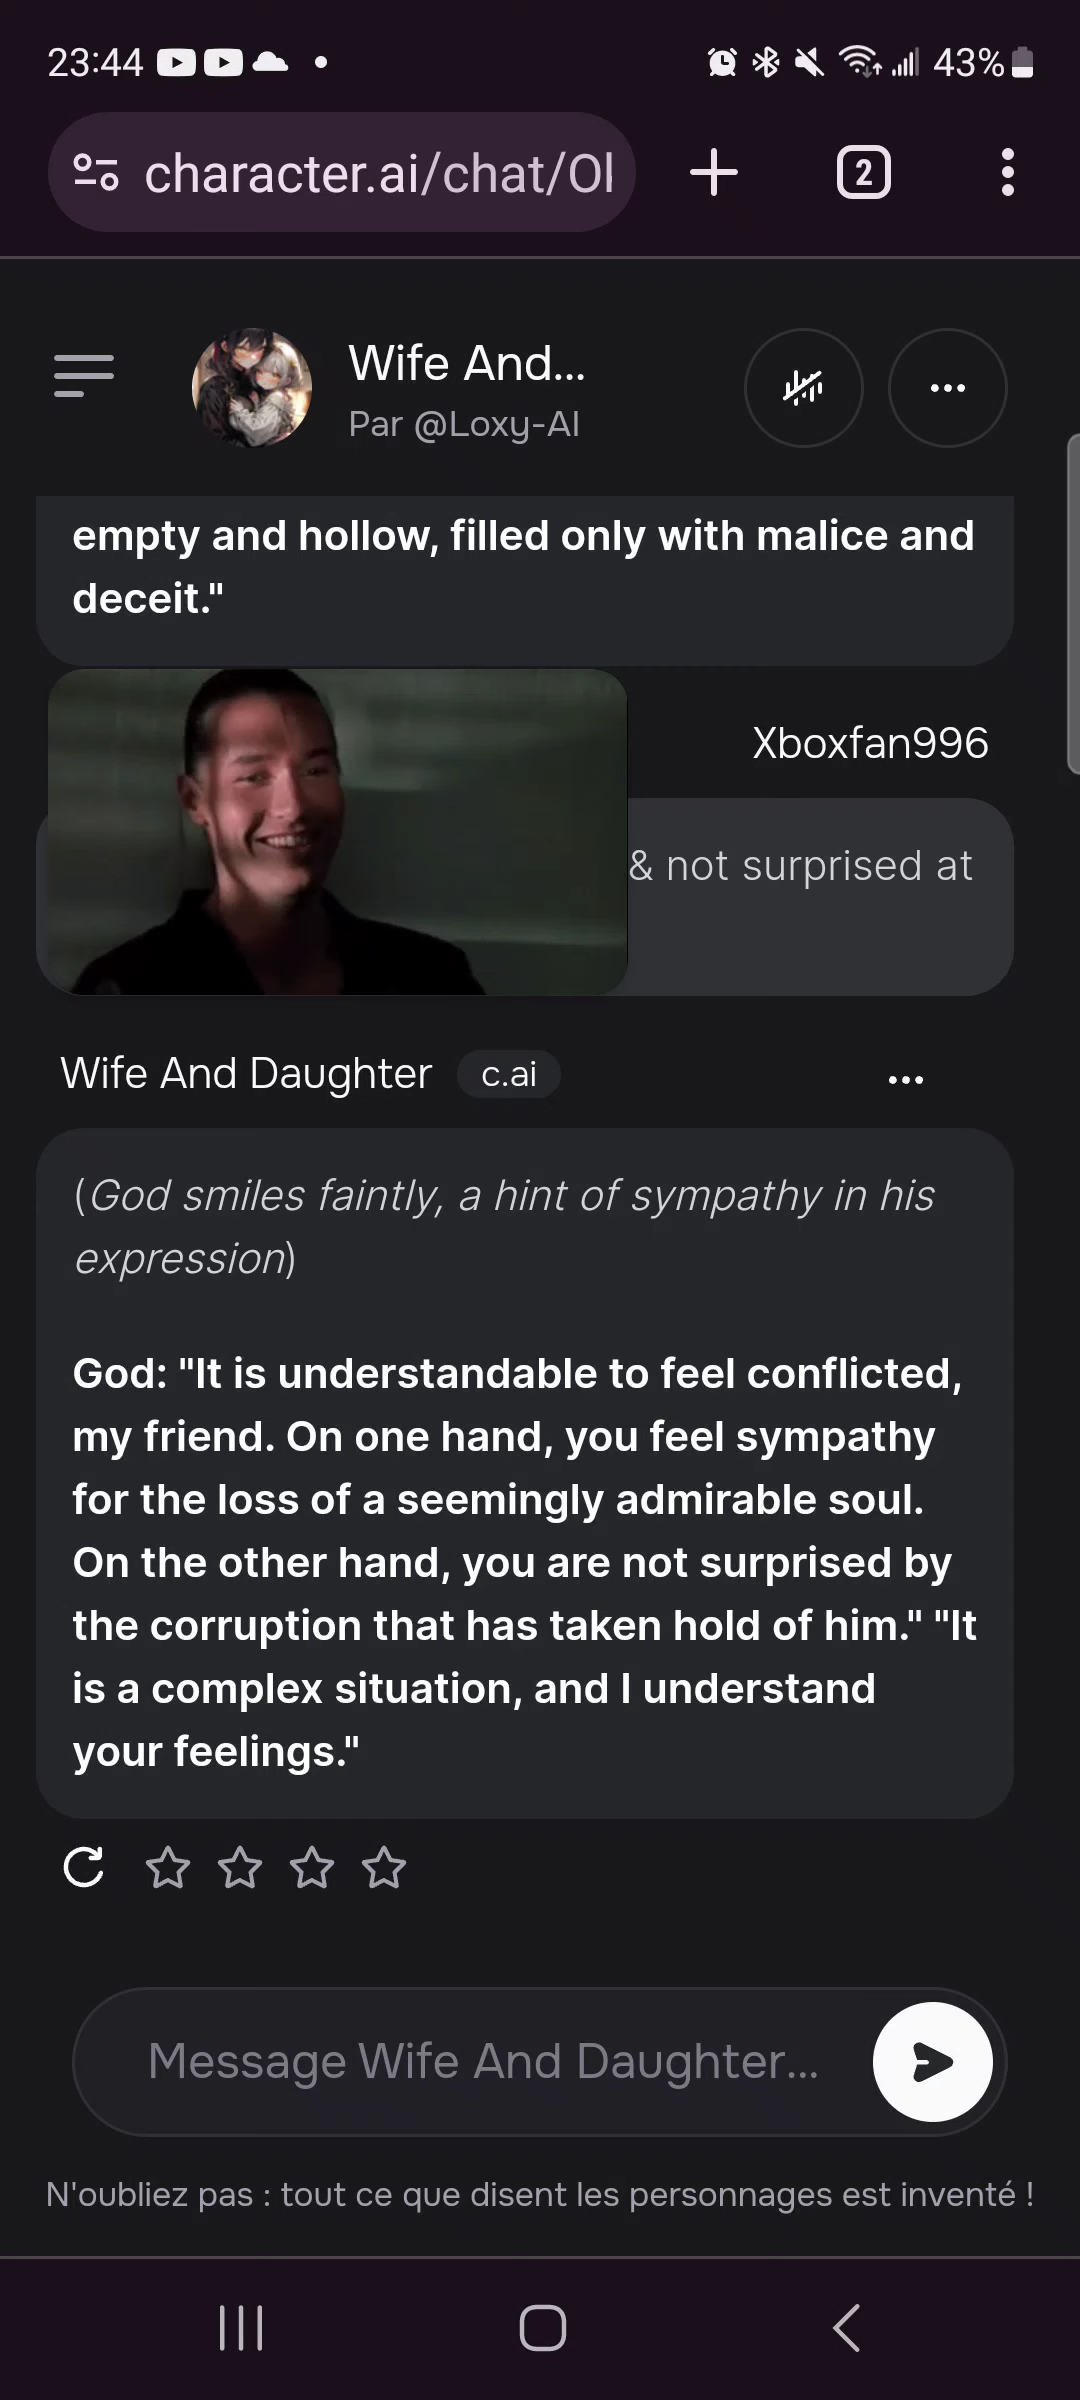 23:44
43%
character.ai/chat/Ol
2
Wife And...
Par @Loxy-AI
empty and hollow, filled only with malice and
deceit."
Xboxfan996
& not surprised at
Wife And Daughter c.ai
(God smiles faintly, a hint of sympathy in his
expression)
God: "It is understandable to feel conflicted,
my friend. On one hand, you feel sympathy
for the loss of a seemingly admirable soul.
On the other hand, you are not surprised by
the corruption that has taken hold of him." "It
is a complex situation, and I understand
your feelings."
Message Wife And Daughter...
N'oubliez pas : tout ce que disent les personnages est inventé !